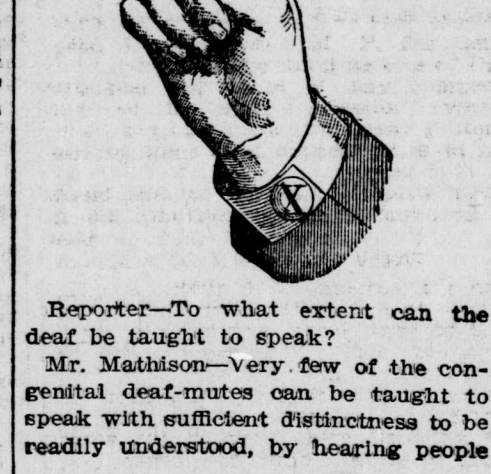 X
Reporter—To what extent can the
deaf be taught to speak?
Mr. Mathison—Very few of the con-
genital deaf-mutes can be taught to
speak with sufficient distinctness to be
readily understood, by hearing people